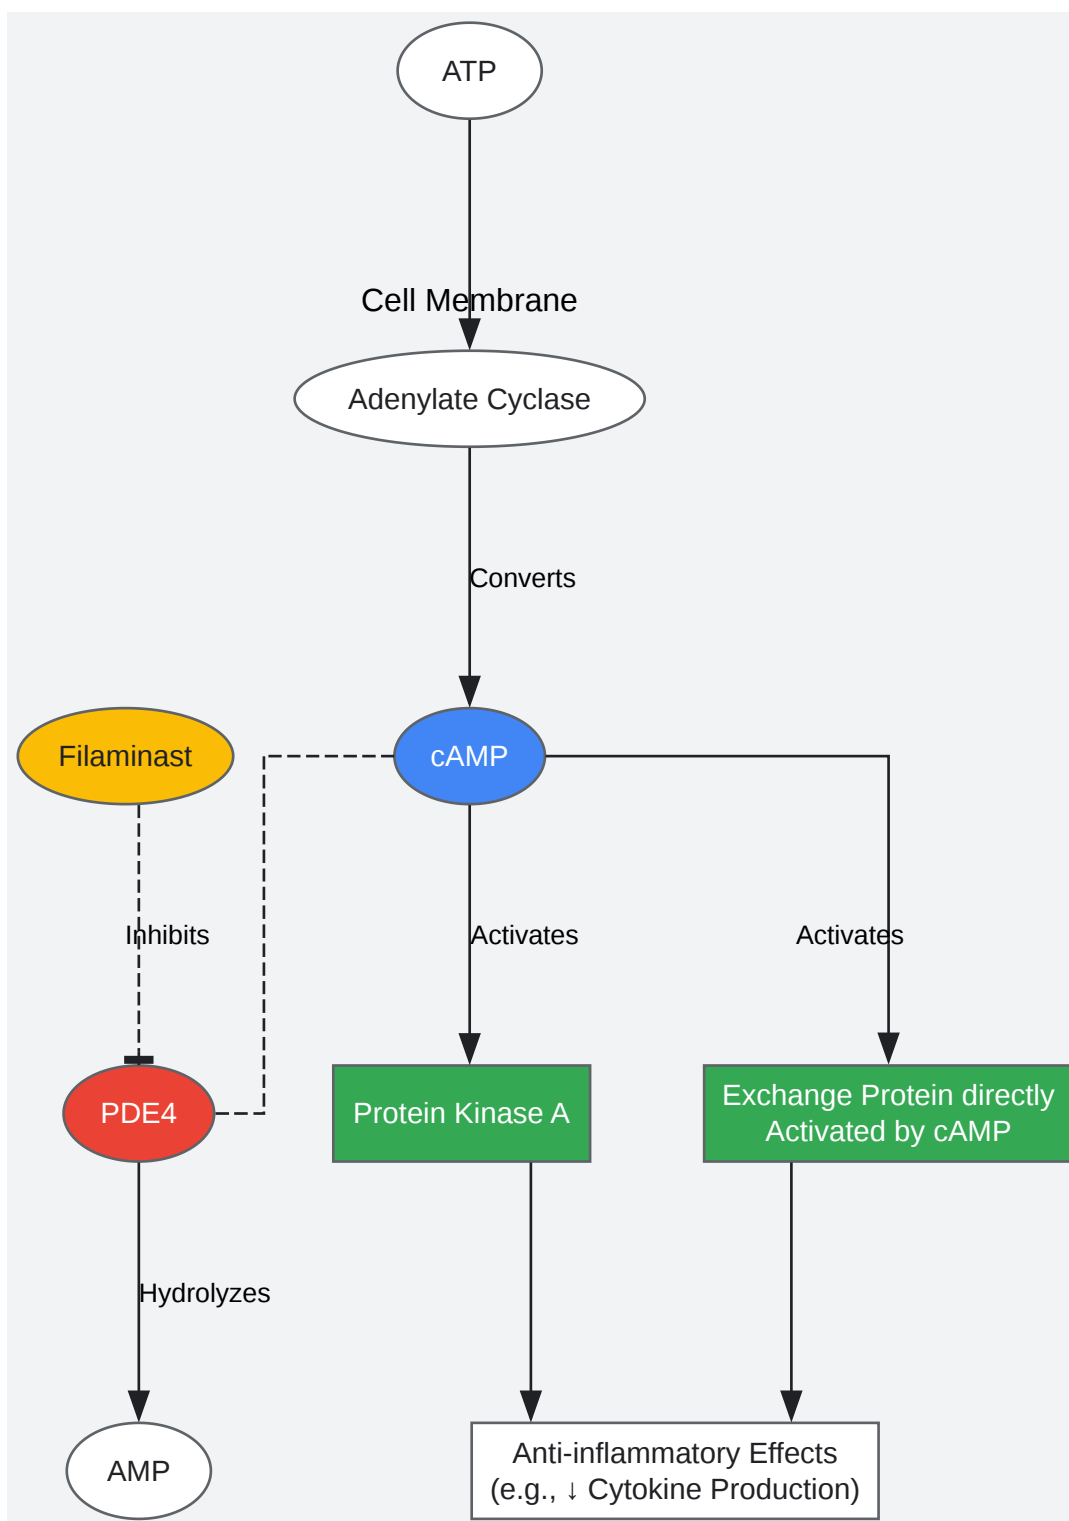 ATP
Cell Membrane
Adenylate Cyclase
Converts
Filaminast
cAMP
Inhibits
Activates
Activates
PDE4
Protein Kinase A
Exchange Protein directly
Activated by cAMP
Hydrolyzes
AMP
Anti-inflammatory Effects
(e.g., ↓ Cytokine Production)